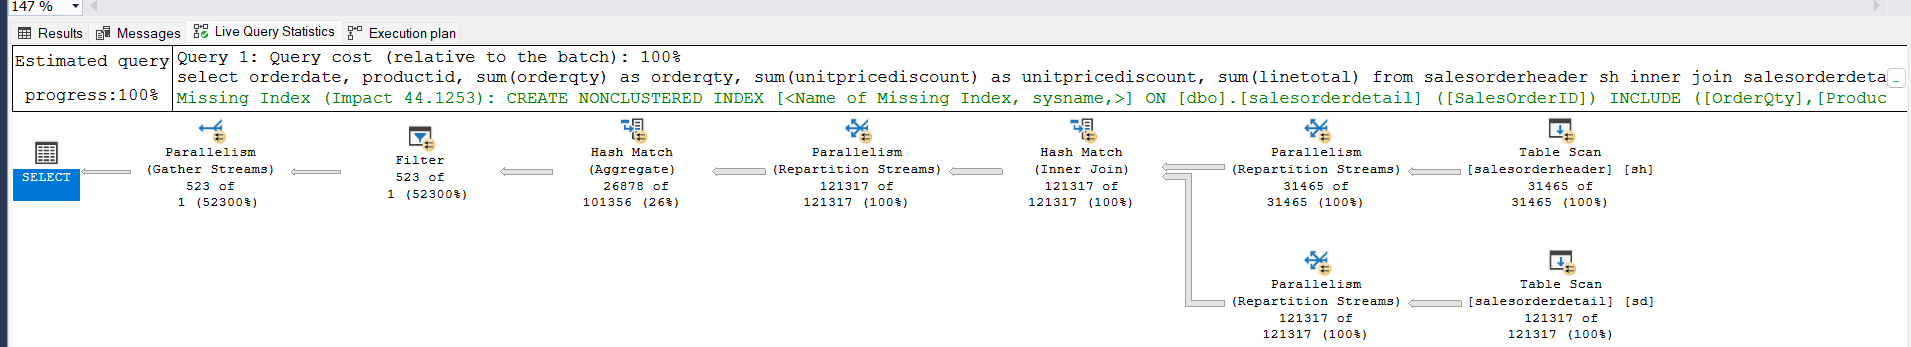 147 %
Results Messages Live Query Statistics Execution plan
Estimated query
progress:100%
Query 1: Query cost (relative to the batch): 100%
select orderdate, productid, sum(orderqty) as orderqty, sum(unitpricediscount) as unitpricediscount, sum(linetotal) from salesorderheader sh inner join salesorderdeta
Missing Index (Impact 44.1253): CREATE NONCLUSTERED INDEX [<Name of Missing Index, sysname,>] ON [dbo].[salesorderdetail] ([SalesOrderID]) INCLUDE ([OrderQty],[Produc
SELECT
Parallelism
(Gather Streams)
523 of
1 (52300%)
Filter
523 of
1 (52300%)
Hash Match
(Aggregate)
26878 of
101356 (26%)
Parallelism
(Repartition Streams)
121317 of
121317 (100%)
Hash Match
(Inner Join)
121317 of
121317 (100%)
Parallelism
(Repartition Streams)
31465 of
31465 (100%)
Table Scan
[salesorderheader] [sh]
31465 of
31465 (100%)
Parallelism
(Repartition Streams)
121317 of
121317 (100%)
Table Scan
[salesorderdetail] [sd]
121317 of
121317 (100%)